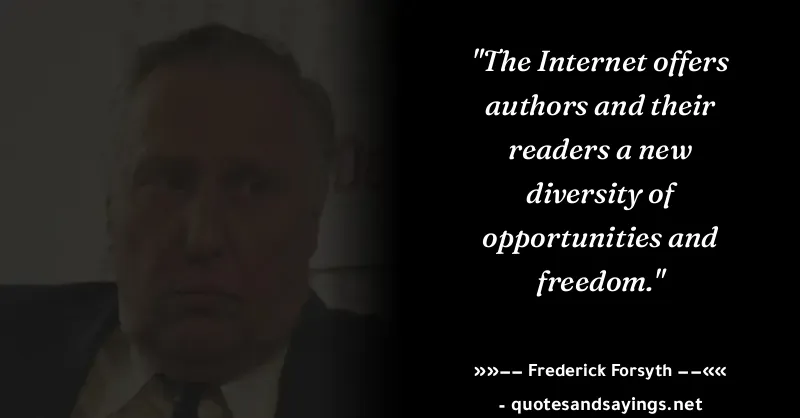 "The Internet offers
authors and their
readers a new
diversity of
opportunities and
freedom."
»»−− Frederick Forsyth −−««
- quotesandsayings.net